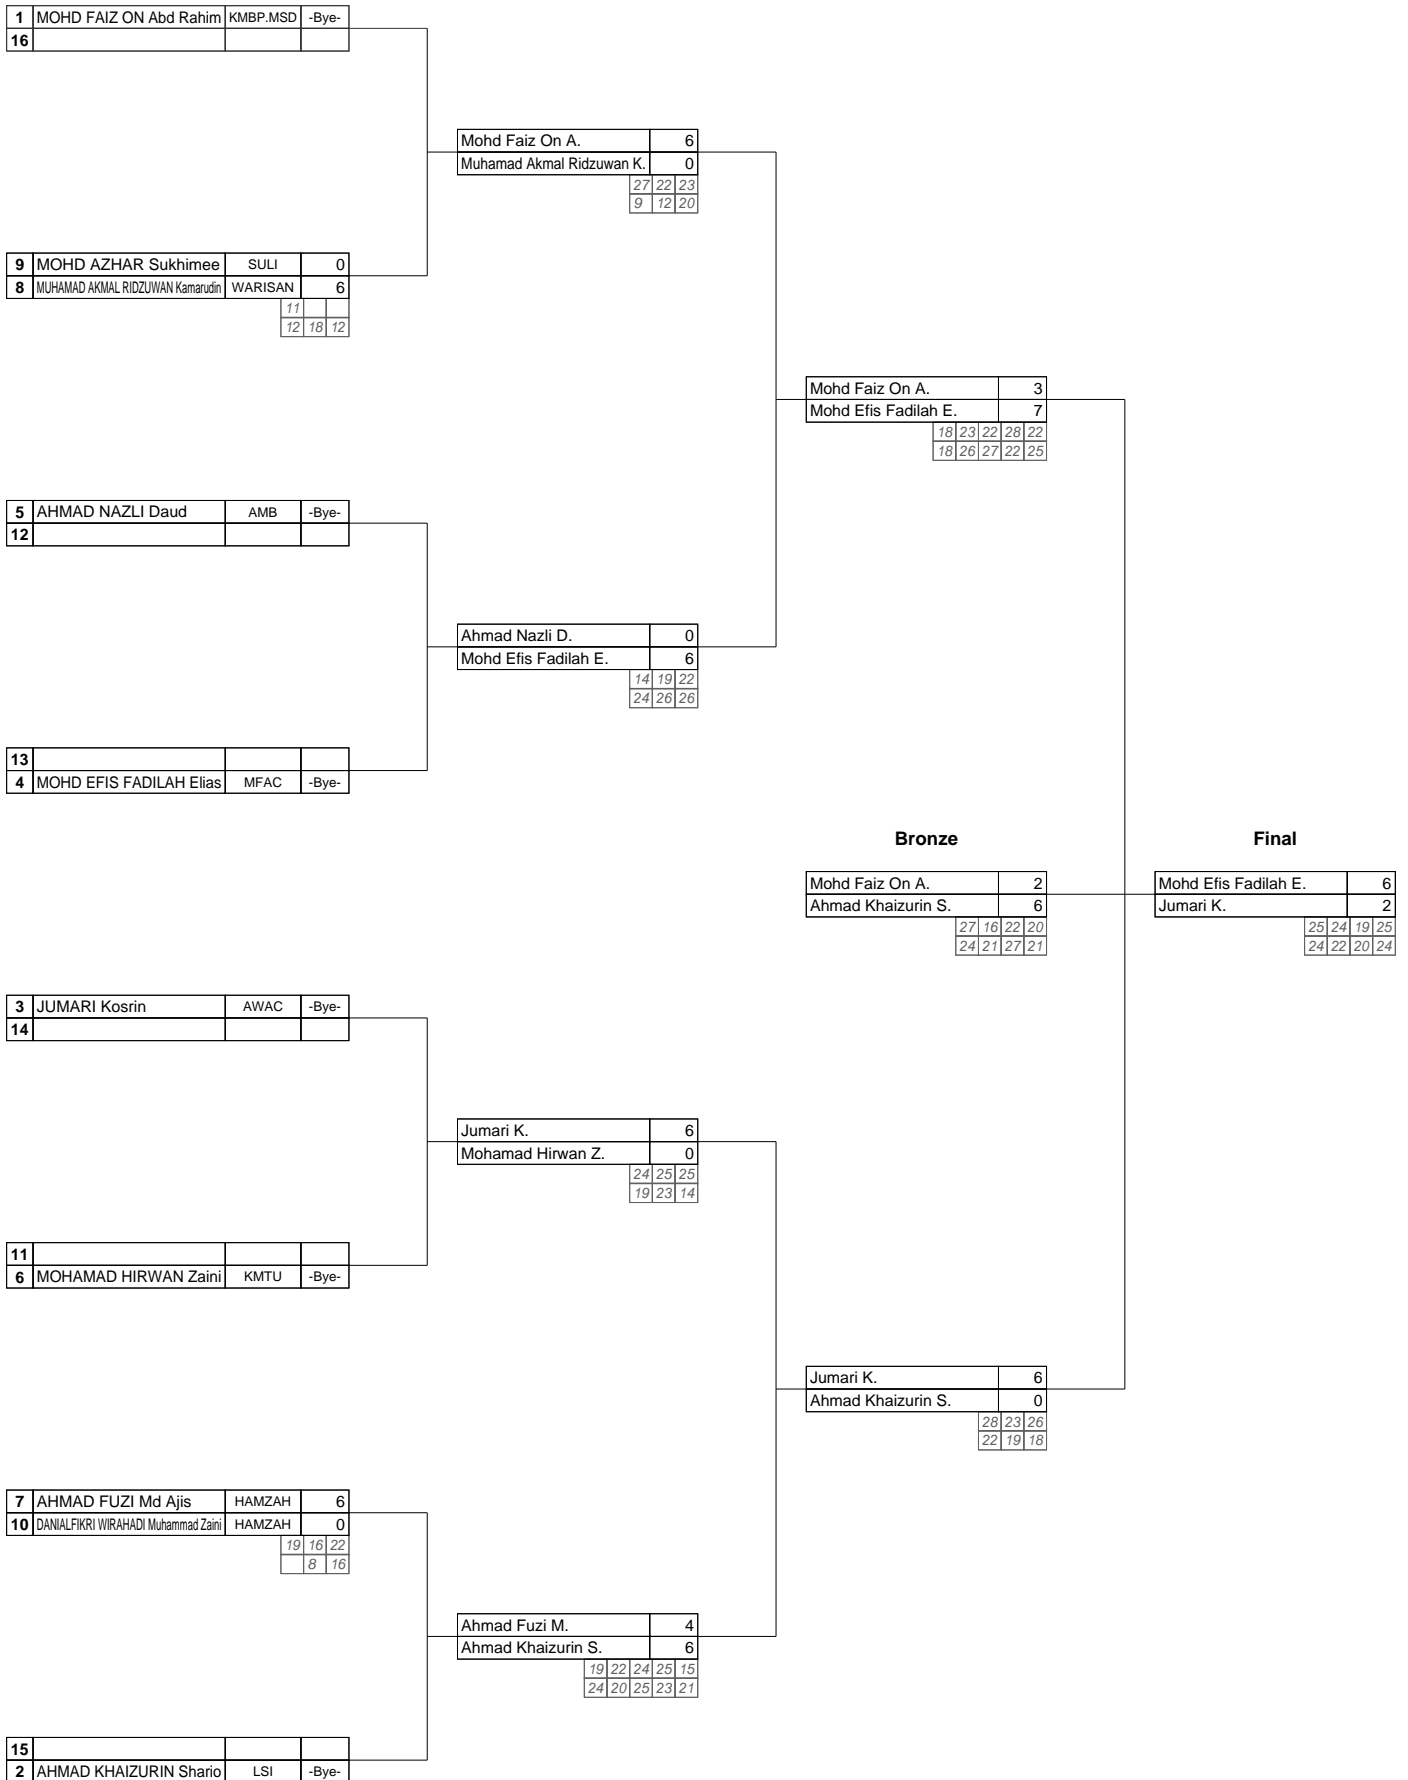 1 MOHD FAIZ ON Abd Rahim KMBP.MSD -Bye-
16
Mohd Faiz On A. 6
Muhamad Akmal Ridzuwan K. 0
27 22 23
9 12 20
9 MOHD AZHAR Sukhimee SULI 0
8 MUHAMAD AKMAL RIDZUWAN Kamarudin WARISAN 6
11
12 18 12
Mohd Faiz On A. 3
Mohd Efis Fadilah E. 7
18 23 22 28 22
18 26 27 22 25
5 AHMAD NAZLI Daud AMB -Bye-
12
Ahmad Nazli D. 0
Mohd Efis Fadilah E. 6
14 19 22
24 26 26
13
4 MOHD EFIS FADILAH Elias MFAC -Bye-
Bronze Final
Mohd Faiz On A. 2 Mohd Efis Fadilah E. 6
Ahmad Khaizurin S. 6 Jumari K. 2
27 16 22 20 25 24 19 25
24 21 27 21 24 22 20 24
3 JUMARI Kosrin AWAC -Bye-
14
Jumari K. 6
Mohamad Hirwan Z. 0
24 25 25
19 23 14
11
6 MOHAMAD HIRWAN Zaini KMTU -Bye-
Jumari K. 6
Ahmad Khaizurin S. 0
28 23 26
22 19 18
7 AHMAD FUZI Md Ajis HAMZAH 6
10 DANIALFIKRI WIRAHADI Muhammad Zaini HAMZAH 0
19 16 22
8 16
Ahmad Fuzi M. 4
Ahmad Khaizurin S. 6
19 22 24 25 15
24 20 25 23 21
15
2 AHMAD KHAIZURIN Shario LSI -Bye-